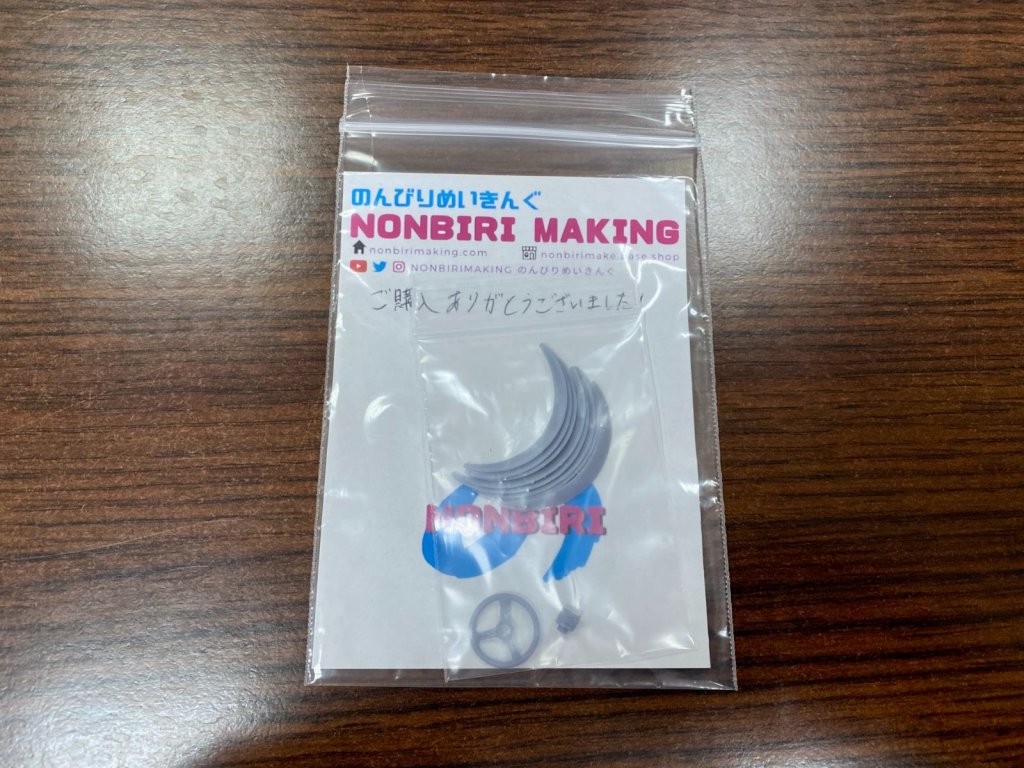 のんびりめいきんぐ
NONBIRI MAKING
nonbirimaking.com nonbirimake.base.shop
NONBIRIMAKING のんびりめいきんぐ
ご購入ありがとうございました!
NONBIRI